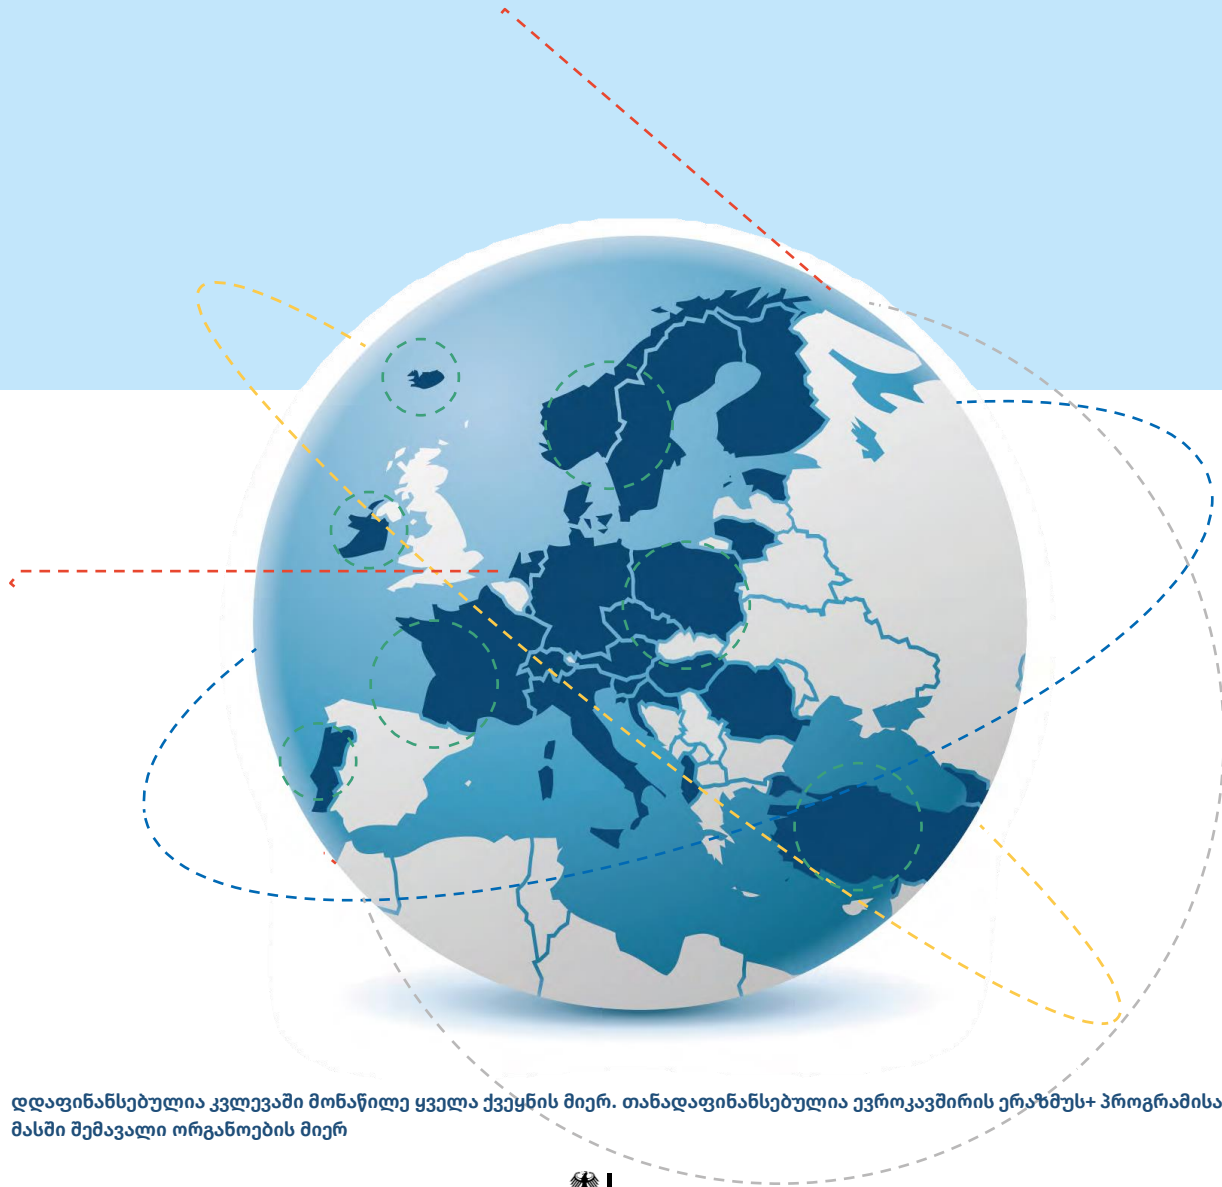 დდაფინანსებულია კვლევაში მონაწილე ყველა ქვეყნის მიერ. თანადაფინანსებულია ევროკავშირის ერაზმუს+ პროგრამისა
მასში შემავალი ორგანოების მიერ